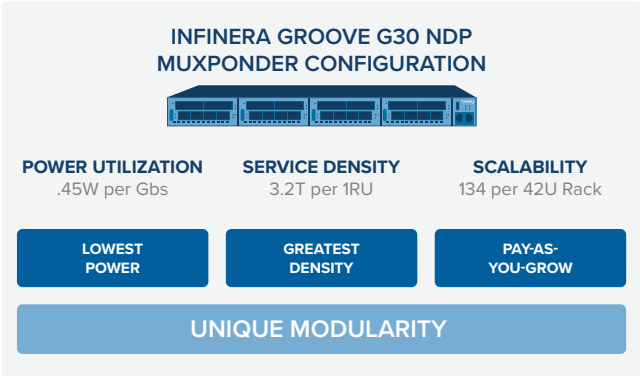 INFINERA GROOVE G30 NDP
MUXPONDER CONFIGURATION
POWER UTILIZATION
.45W per Gbs
SERVICE DENSITY
3.2T per 1RU
SCALABILITY
134 per 42U Rack
LOWEST
POWER
GREATEST
DENSITY
PAY-AS-
YOU-GROW
UNIQUE MODULARITY